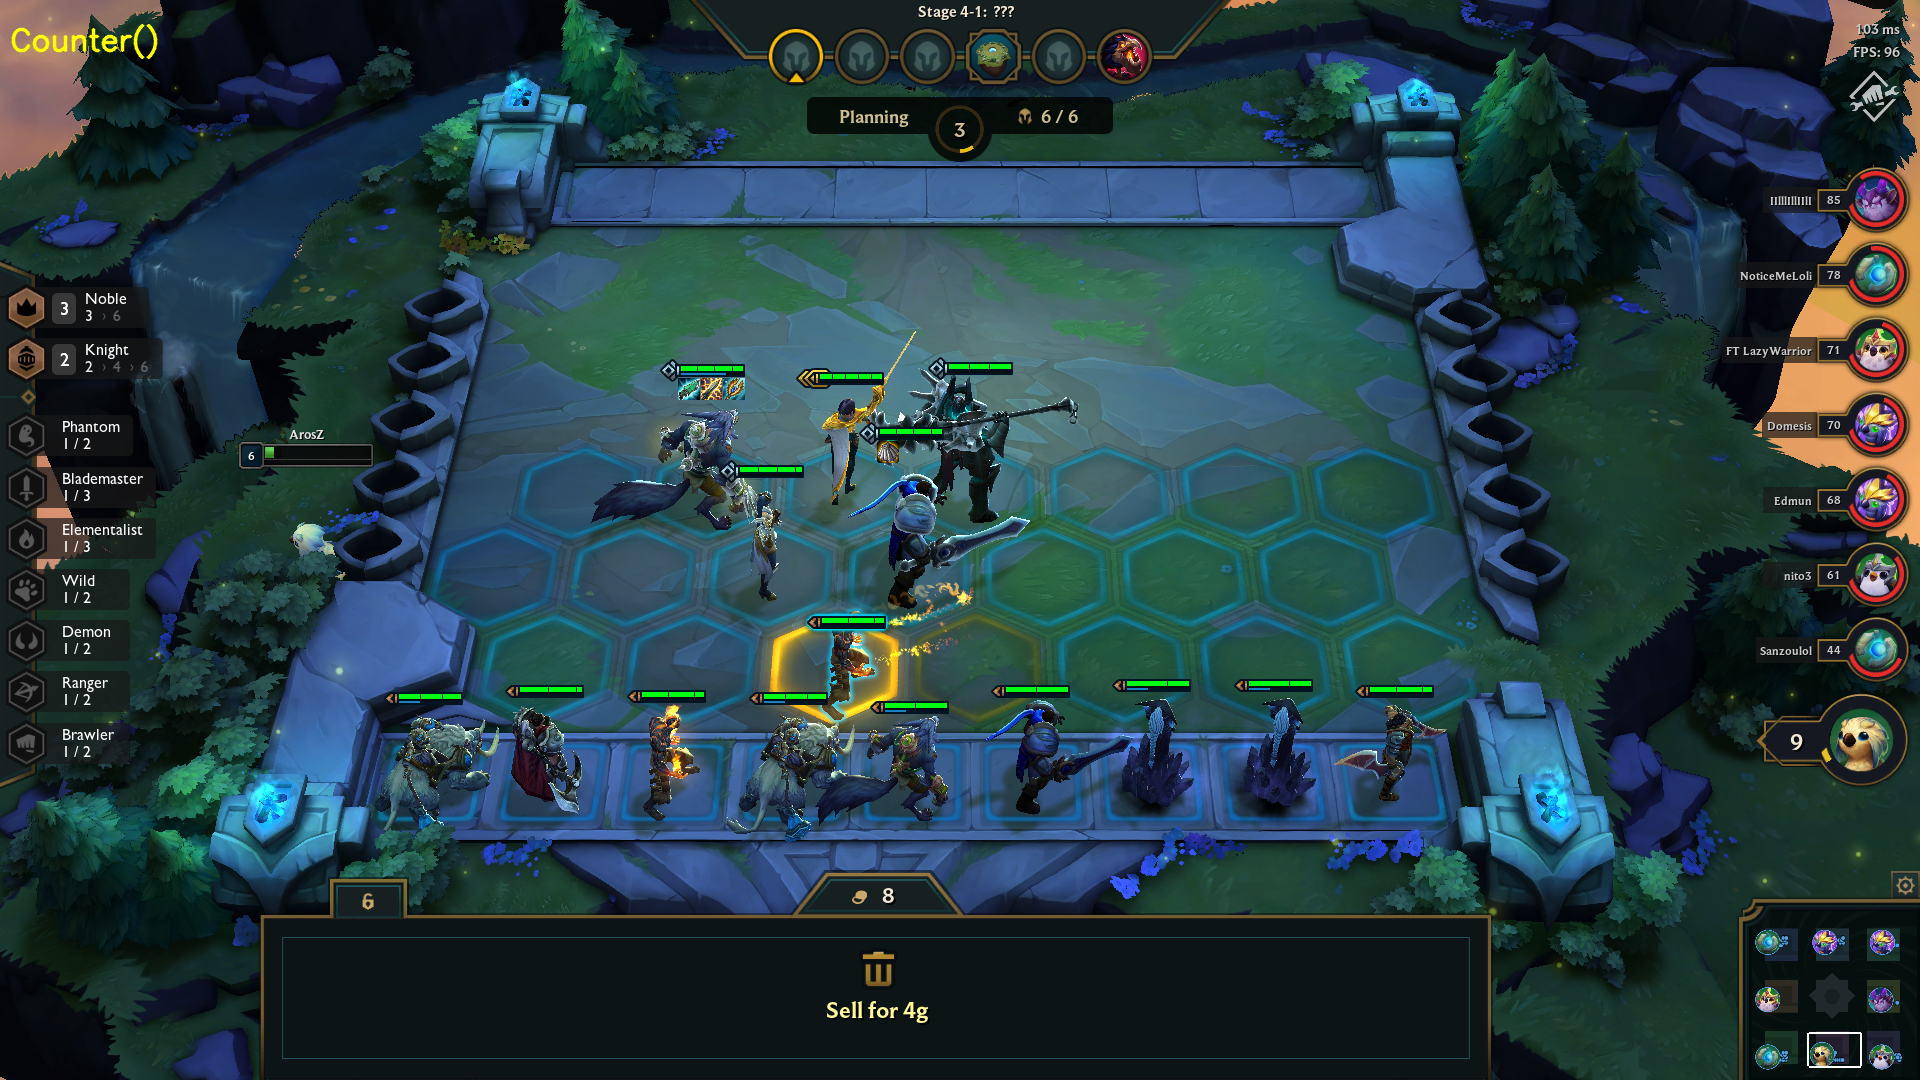 Counter()
Stage 4-1: ???
103 ms
FPS: 96
Planning
3
6 / 6
IIIIIIIIIII 85
NoticeMeLoli 78
FT LazyWarrior 71
Domesis 70
Edmun 68
nito3 61
Sanzoulol 44
9
3 Noble
3 › 6
2 Knight
2 › 4 › 6
Phantom
1 / 2
Blademaster
1 / 3
Elementalist
1 / 3
Wild
1 / 2
Demon
1 / 2
Ranger
1 / 2
Brawler
1 / 2
ArosZ
6
6
8
Sell for 4g